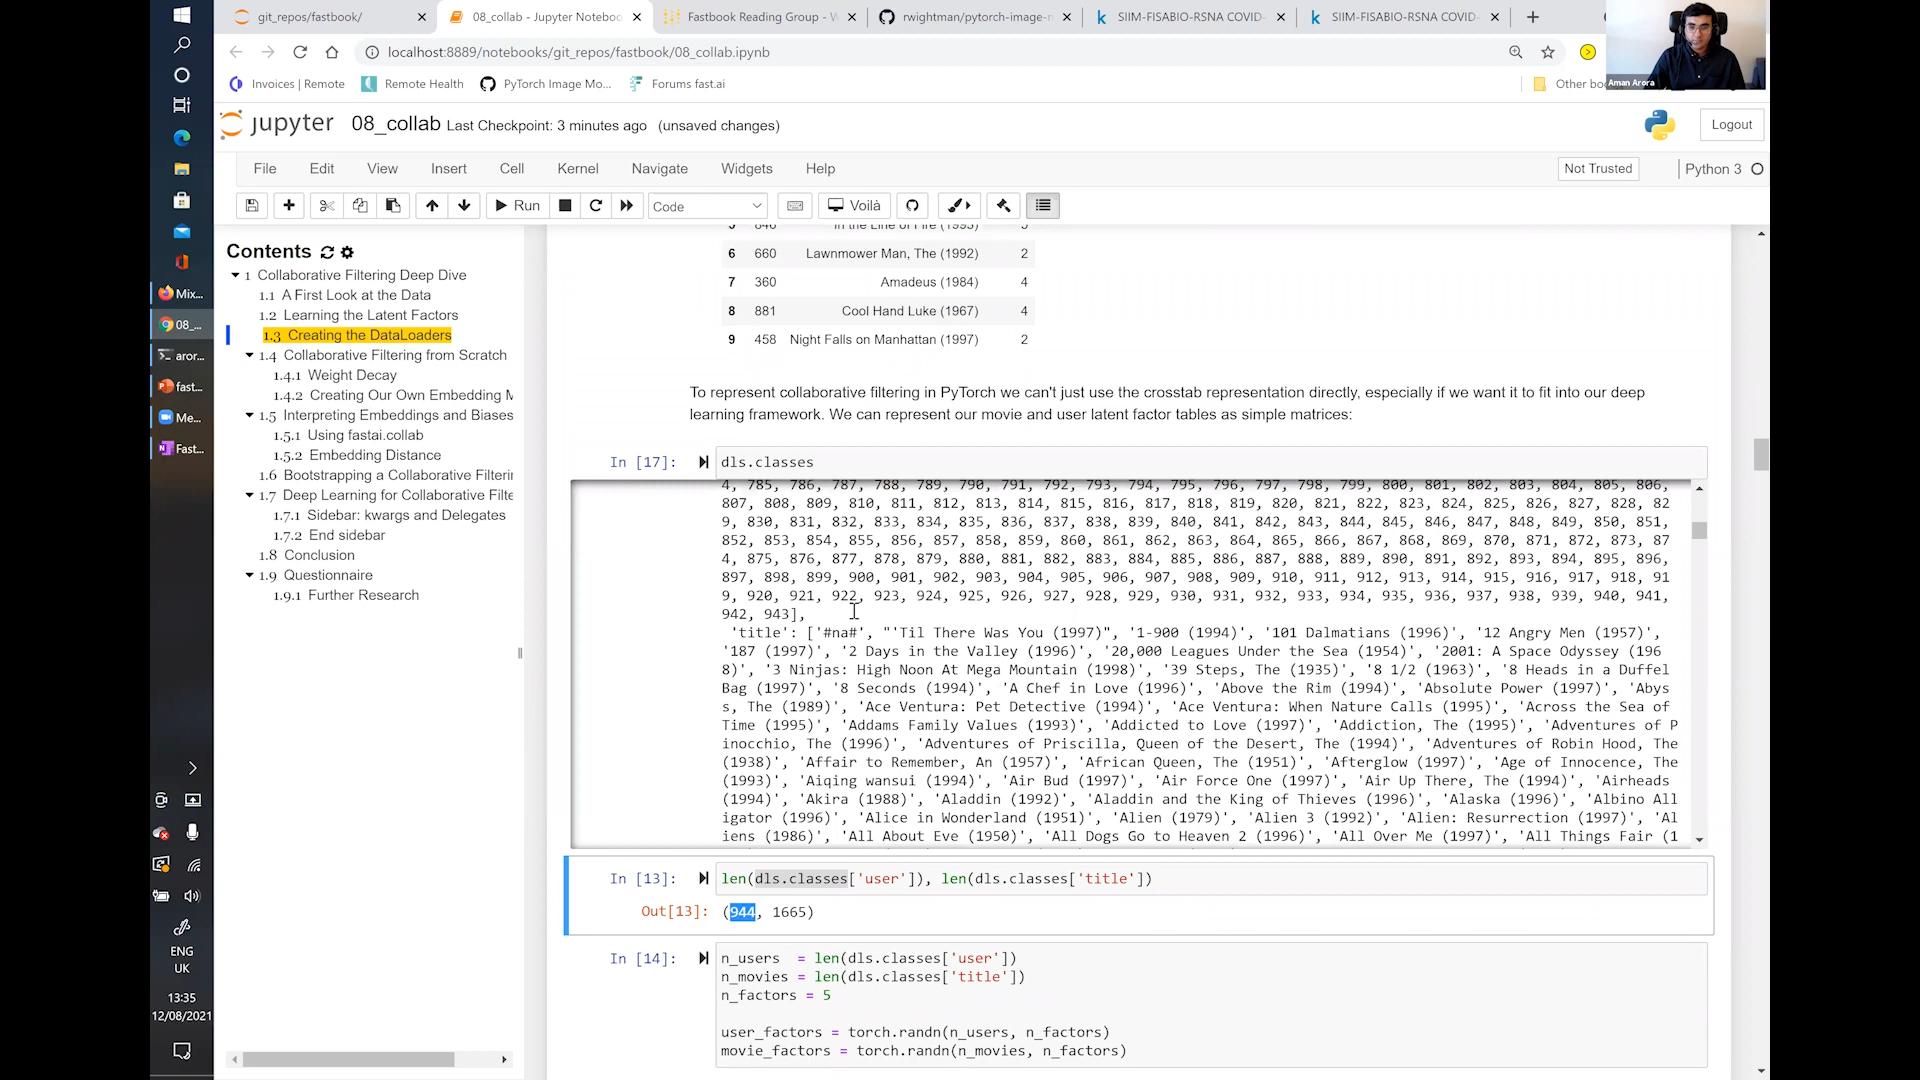 git_repos/fastbook/
08_collab - Jupyter Noteboo
Fastbook Reading Group - W
rwightman/pytorch-image-m
SIIM-FISABIO-RSNA COVID-
SIIM-FISABIO-RSNA COVID-
localhost:8889/notebooks/git_repos/fastbook/08_collab.ipynb
Aman Arora
Invoices | Remote
Remote Health
PyTorch Image Mo...
Forums fast.ai
Other bo
jupyter
08_collab Last Checkpoint: 3 minutes ago (unsaved changes)
Logout
File Edit View Insert Cell Kernel Navigate Widgets Help
Not Trusted
Python 3
Run
Code
Voilà
Contents
1 Collaborative Filtering Deep Dive
1.1 A First Look at the Data
1.2 Learning the Latent Factors
1.3 Creating the DataLoaders
1.4 Collaborative Filtering from Scratch
1.4.1 Weight Decay
1.4.2 Creating Our Own Embedding M
1.5 Interpreting Embeddings and Biases
1.5.1 Using fastai.collab
1.5.2 Embedding Distance
1.6 Bootstrapping a Collaborative Filterin
1.7 Deep Learning for Collaborative Filte
1.7.1 Sidebar: kwargs and Delegates
1.7.2 End sidebar
1.8 Conclusion
1.9 Questionnaire
1.9.1 Further Research
5 846 In the Line of Fire (1993) 3
6 660 Lawnmower Man, The (1992) 2
7 360 Amadeus (1984) 4
8 881 Cool Hand Luke (1967) 4
9 458 Night Falls on Manhattan (1997) 2
To represent collaborative filtering in PyTorch we can't just use the crosstab representation directly, especially if we want it to fit into our deep
learning framework. We can represent our movie and user latent factor tables as simple matrices:
In [17]: dls.classes
4, 785, 786, 787, 788, 789, 790, 791, 792, 793, 794, 795, 796, 797, 798, 799, 800, 801, 802, 803, 804, 805, 806,
807, 808, 809, 810, 811, 812, 813, 814, 815, 816, 817, 818, 819, 820, 821, 822, 823, 824, 825, 826, 827, 828, 82
9, 830, 831, 832, 833, 834, 835, 836, 837, 838, 839, 840, 841, 842, 843, 844, 845, 846, 847, 848, 849, 850, 851,
852, 853, 854, 855, 856, 857, 858, 859, 860, 861, 862, 863, 864, 865, 866, 867, 868, 869, 870, 871, 872, 873, 87
4, 875, 876, 877, 878, 879, 880, 881, 882, 883, 884, 885, 886, 887, 888, 889, 890, 891, 892, 893, 894, 895, 896,
897, 898, 899, 900, 901, 902, 903, 904, 905, 906, 907, 908, 909, 910, 911, 912, 913, 914, 915, 916, 917, 918, 91
9, 920, 921, 922, 923, 924, 925, 926, 927, 928, 929, 930, 931, 932, 933, 934, 935, 936, 937, 938, 939, 940, 941,
942, 943],
'title': ['#na#', "'Til There Was You (1997)", '1-900 (1994)', '101 Dalmatians (1996)', '12 Angry Men (1957)',
'187 (1997)', '2 Days in the Valley (1996)', '20,000 Leagues Under the Sea (1954)', '2001: A Space Odyssey (196
8)', '3 Ninjas: High Noon At Mega Mountain (1998)', '39 Steps, The (1935)', '8 1/2 (1963)', '8 Heads in a Duffel
Bag (1997)', '8 Seconds (1994)', 'A Chef in Love (1996)', 'Above the Rim (1994)', 'Absolute Power (1997)', 'Abys
s, The (1989)', 'Ace Ventura: Pet Detective (1994)', 'Ace Ventura: When Nature Calls (1995)', 'Across the Sea of
Time (1995)', 'Addams Family Values (1993)', 'Addicted to Love (1997)', 'Addiction, The (1995)', 'Adventures of P
inocchio, The (1996)', 'Adventures of Priscilla, Queen of the Desert, The (1994)', 'Adventures of Robin Hood, The
(1938)', 'Affair to Remember, An (1957)', 'African Queen, The (1951)', 'Afterglow (1997)', 'Age of Innocence, The
(1993)', 'Aiqing wansui (1994)', 'Air Bud (1997)', 'Air Force One (1997)', 'Air Up There, The (1994)', 'Airheads
(1994)', 'Akira (1988)', 'Aladdin (1992)', 'Aladdin and the King of Thieves (1996)', 'Alaska (1996)', 'Albino All
igator (1996)', 'Alice in Wonderland (1951)', 'Alien (1979)', 'Alien 3 (1992)', 'Alien: Resurrection (1997)', 'Al
iens (1986)', 'All About Eve (1950)', 'All Dogs Go to Heaven 2 (1996)', 'All Over Me (1997)', 'All Things Fair (1
In [13]: len(dls.classes['user']), len(dls.classes['title'])
Out[13]: (944, 1665)
In [14]: n_users = len(dls.classes['user'])
n_movies = len(dls.classes['title'])
n_factors = 5
user_factors = torch.randn(n_users, n_factors)
movie_factors = torch.randn(n_movies, n_factors)
Mix...
08_...
aror...
fast...
Me...
Fast...
ENG
UK
13:35
12/08/2021